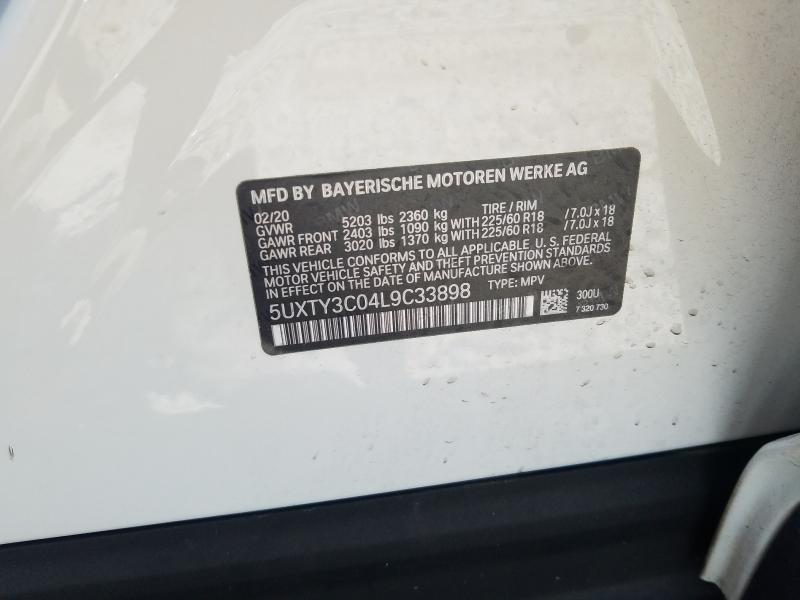 MFD BY BAYERISCHE MOTOREN WERKE AG
02/20 TIRE / RIM
GVWR 5203 lbs 2360 kg
GAWR FRONT 2403 lbs 1090 kg WITH 225/60 R18 / 7.0J x 18
GAWR REAR 3020 lbs 1370 kg WITH 225/60 R18 / 7.0J x 18
THIS VEHICLE CONFORMS TO ALL APPLICABLE U. S. FEDERAL
MOTOR VEHICLE SAFETY AND THEFT PREVENTION STANDARDS
IN EFFECT ON THE DATE OF MANUFACTURE SHOWN ABOVE.
5UXTY3C04L9C33898 TYPE: MPV
300U
7 320 730